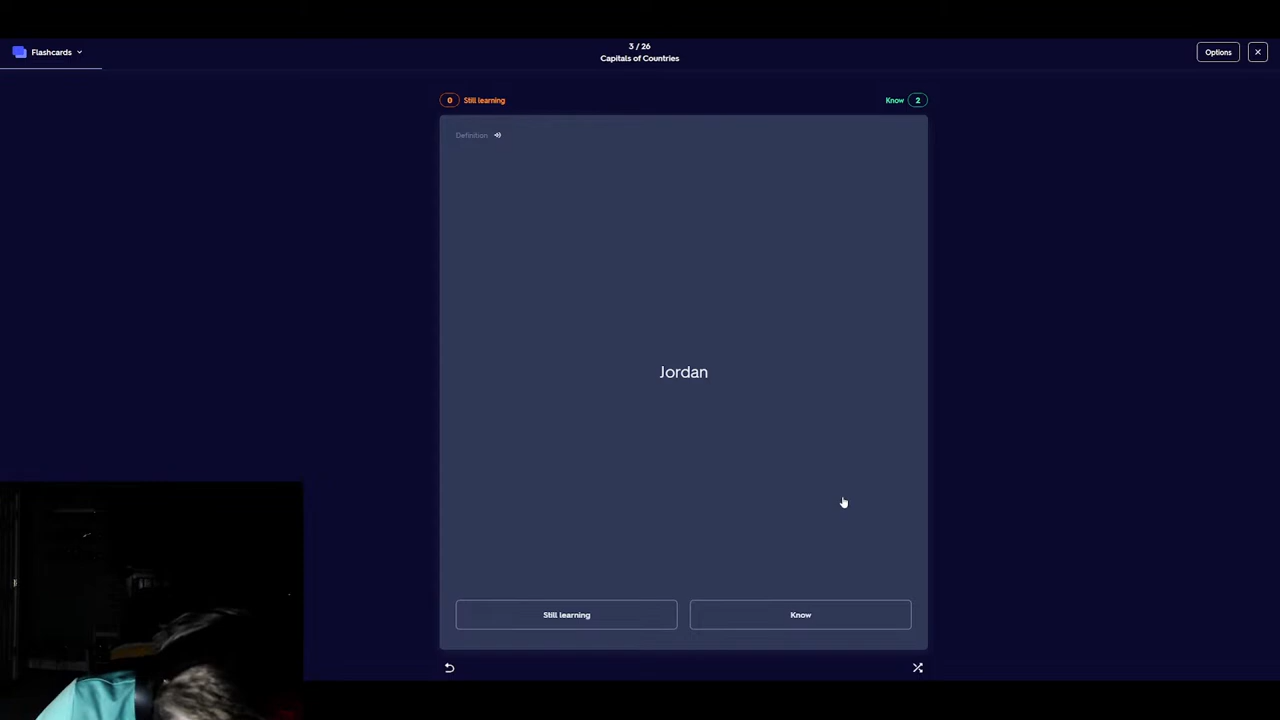 Flashcards
3 / 26
Capitals of Countries
Options
0 Still learning
Know 2
Definition
Jordan
Still learning
Know